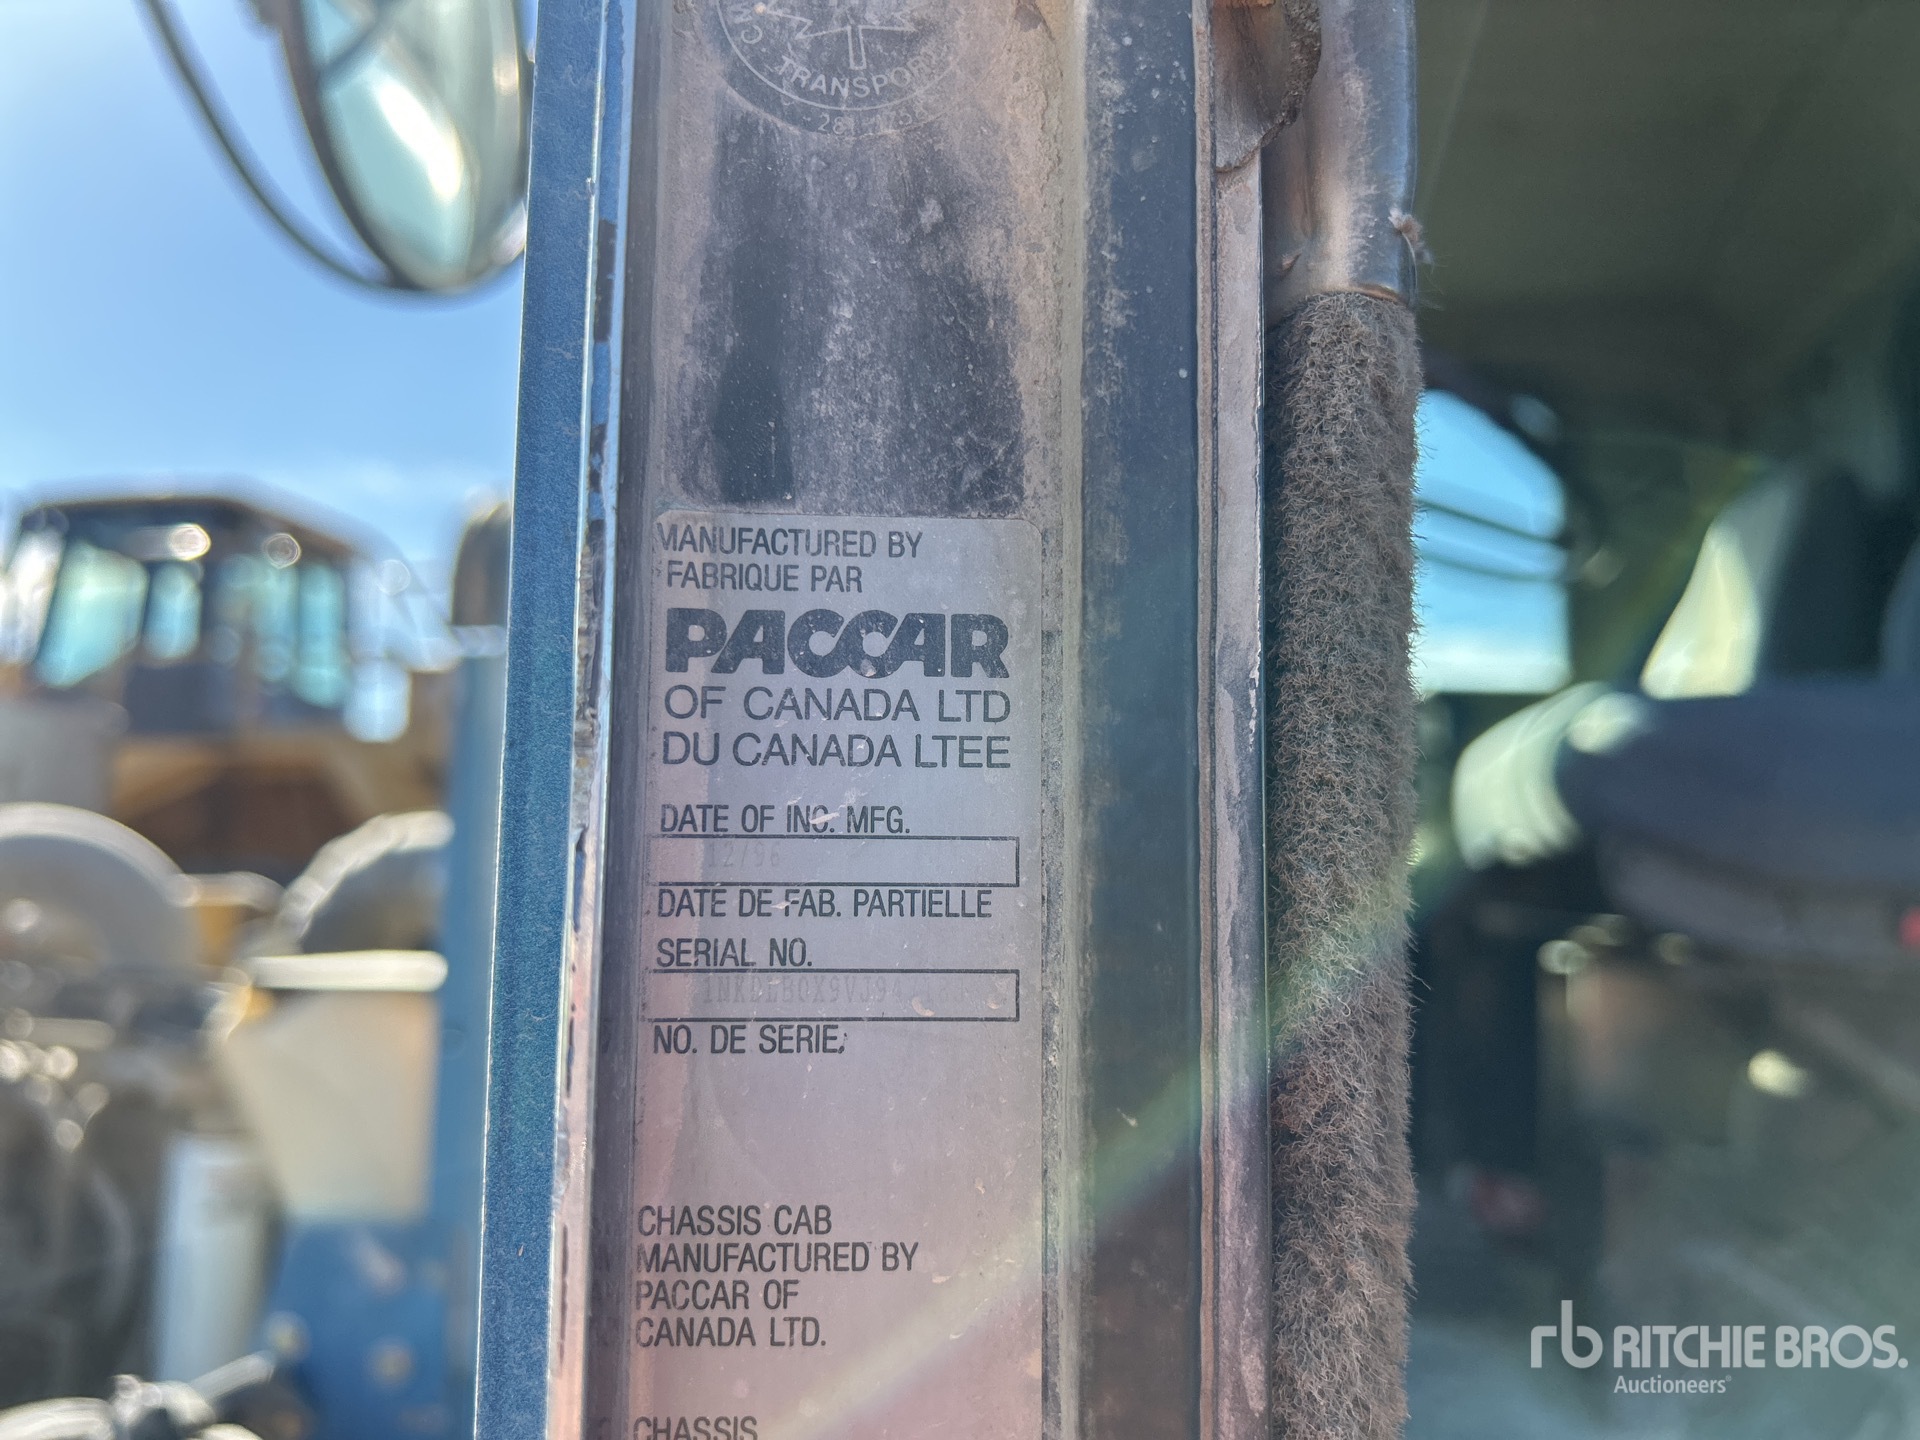 TRANSPORT
MANUFACTURED BY
FABRIQUE PAR
PACCAR
OF CANADA LTD
DU CANADA LTEE
DATE OF INC. MFG.
12/96
DATE DE FAB. PARTIELLE
SERIAL NO.
NO. DE SERIE
CHASSIS CAB
MANUFACTURED BY
PACCAR OF
CANADA LTD.
CHASSIS
rb RITCHIE BROS.
Auctioneers